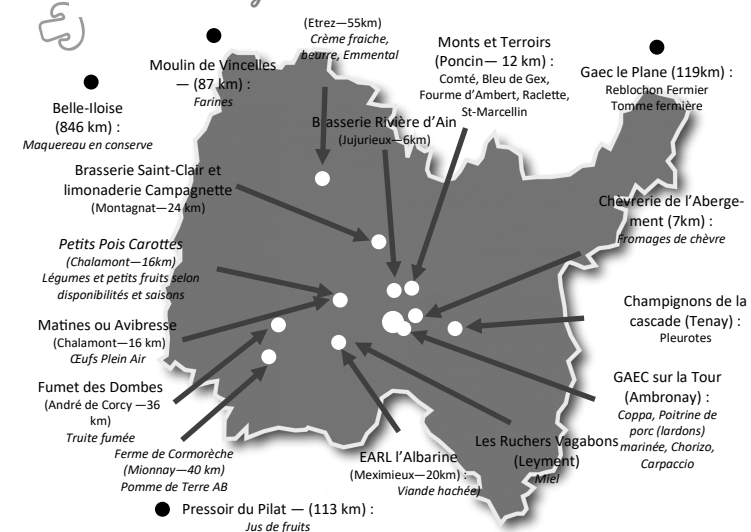 (Etrez—55km)
Crème fraiche,
beurre, Emmental
Moulin de Vincelles
— (87 km) :
Farines
Monts et Terroirs
(Poncin— 12 km) :
Comté, Bleu de Gex,
Fourme d’Ambert, Raclette,
St-Marcellin
Gaec le Plane (119km) :
Reblochon Fermier
Tomme fermière
Belle-Iloise
(846 km) :
Maquereau en conserve
Brasserie Rivière d’Ain
(Jujurieux—6km)
Brasserie Saint-Clair et
limonaderie Campagnette
(Montagnat—24 km)
Chèvrerie de l’Aberge-
ment (7km) :
Fromages de chèvre
Petits Pois Carottes
(Chalamont—16km)
Légumes et petits fruits selon
disponibilités et saisons
Matines ou Avibresse
(Chalamont—16 km)
Œufs Plein Air
Champignons de la
cascade (Tenay) :
Pleurotes
Fumet des Dombes
(André de Corcy —36
km)
Truite fumée
GAEC sur la Tour
(Ambronay) :
Coppa, Poitrine de
porc (lardons)
marinée, Chorizo,
Carpaccio
Ferme de Cormorèche
(Mionnay—40 km)
Pomme de Terre AB
EARL l’Albarine
(Meximieux—20km) :
Viande hachée)
Les Ruchers Vagabons
(Leyment)
Miel
Pressoir du Pilat — (113 km) :
Jus de fruits